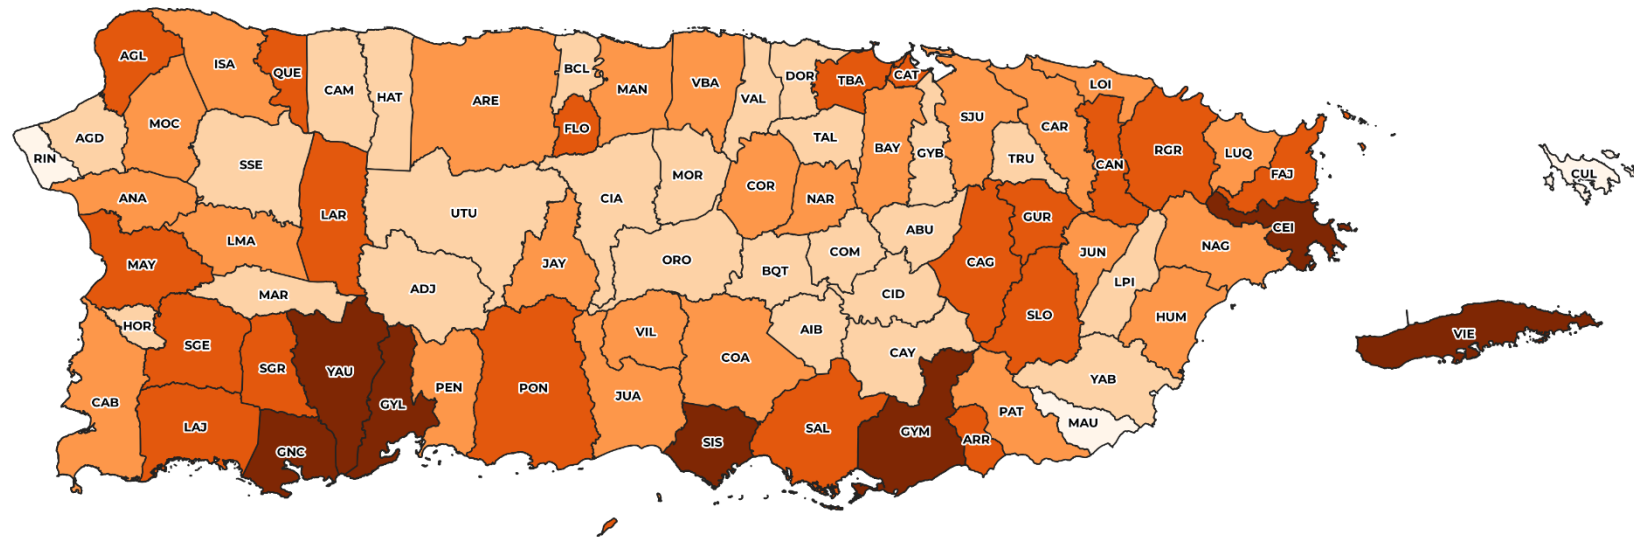 AGL
ISA
QUE
CAM
HAT
ARE
BCL
MAN
VBA
VAL
DOR
TBA
CAT
LOI
FLO
MOC
AGD
RIN
SSE
TAL
BAY
GYB
SJU
CAR
TRU
CAN
RGR
LUQ
FAJ
CUL
ANA
LAR
UTU
CIA
MOR
COR
NAR
GUR
CEI
LMA
MAY
MAR
ADJ
JAY
ORO
BQT
COM
ABU
CAG
JUN
NAG
LPI
CID
HOR
SGE
SGR
YAU
GYL
PEN
PON
VIL
JUA
COA
AIB
CAY
SLO
HUM
VIE
YAB
MAU
PAT
CAB
LAJ
GNC
SIS
SAL
GYM
ARR